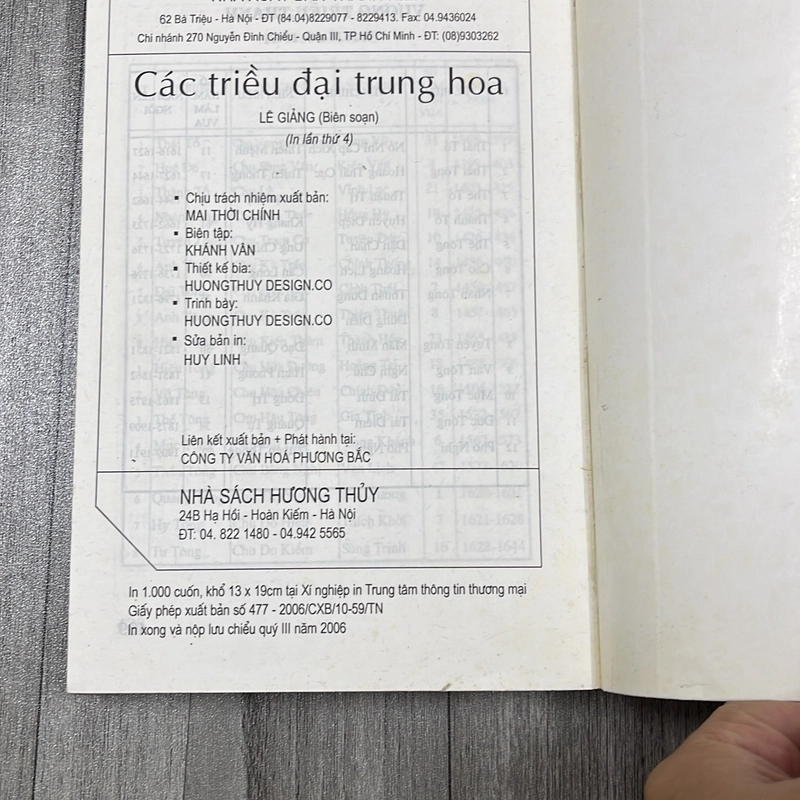 62 Bà Triệu - Hà Nội - ĐT (84.04)8229077 - 8229413. Fax: 04.9436024
Chi nhánh 270 Nguyễn Đình Chiểu - Quận III, TP Hồ Chí Minh - ĐT: (08)9303262
Các triều đại trung hoa
LÊ GIẢNG (Biên soạn)
(In lần thứ 4)
▪ Chịu trách nhiệm xuất bản:
MAI THỜI CHÍNH
▪ Biên tập:
KHÁNH VÂN
▪ Thiết kế bìa:
HUONGTHUY DESIGN.CO
▪ Trình bày:
HUONGTHUY DESIGN.CO
▪ Sửa bản in:
HUY LINH
Liên kết xuất bản + Phát hành tại:
CÔNG TY VĂN HOÁ PHƯƠNG BẮC
NHÀ SÁCH HƯƠNG THỦY
24B Hạ Hồi - Hoàn Kiếm - Hà Nội
ĐT: 04. 822 1480 - 04.942 5565
In 1.000 cuốn, khổ 13 x 19cm tại Xí nghiệp in Trung tâm thông tin thương mại
Giấy phép xuất bản số 477 - 2006/CXB/10-59/TN
In xong và nộp lưu chiểu quý III năm 2006